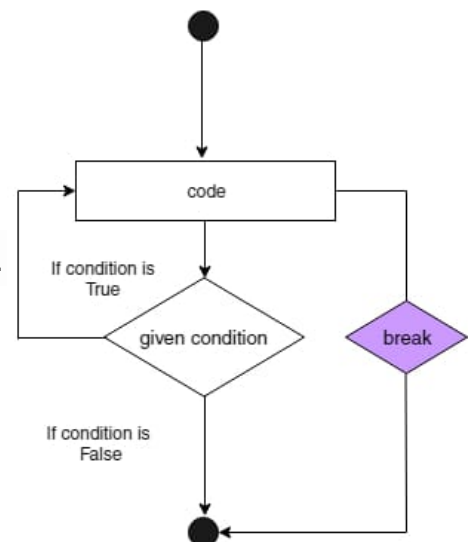 code
If condition is
True
given condition
break
If condition is
False